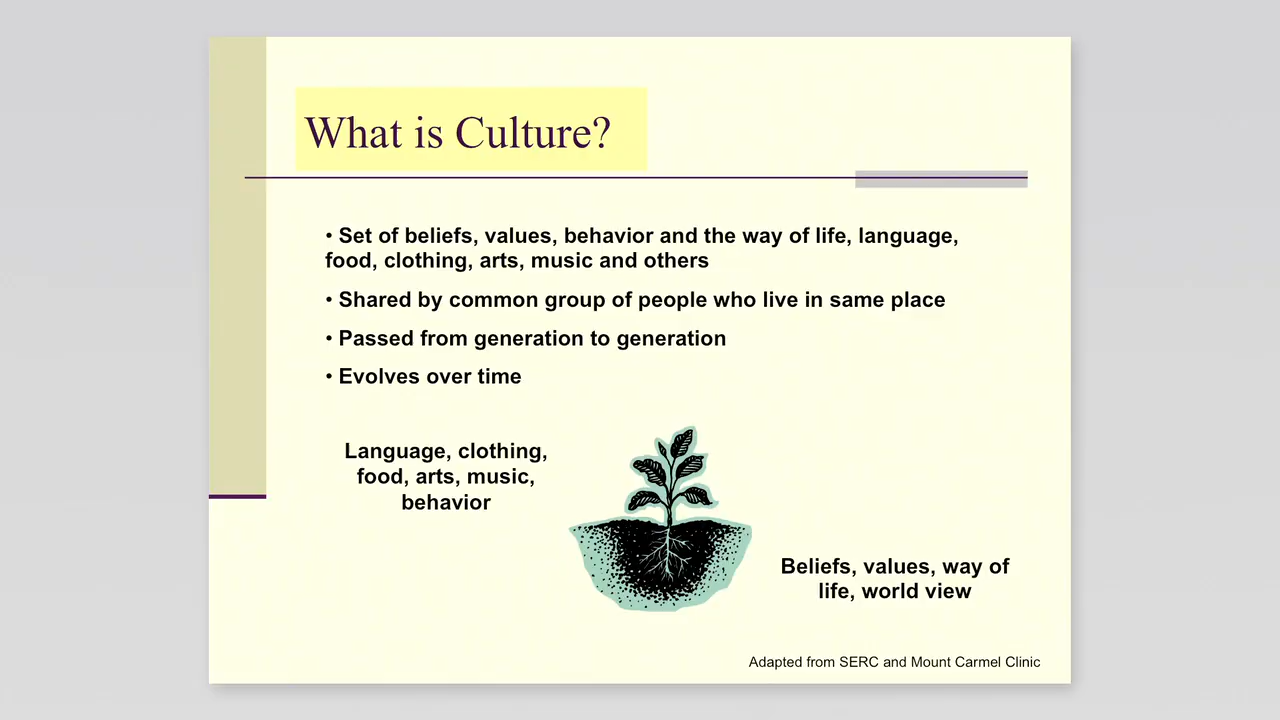 What is Culture?
• Set of beliefs, values, behavior and the way of life, language,
food, clothing, arts, music and others
• Shared by common group of people who live in same place
• Passed from generation to generation
• Evolves over time
Language, clothing,
food, arts, music,
behavior
Beliefs, values, way of
life, world view
Adapted from SERC and Mount Carmel Clinic